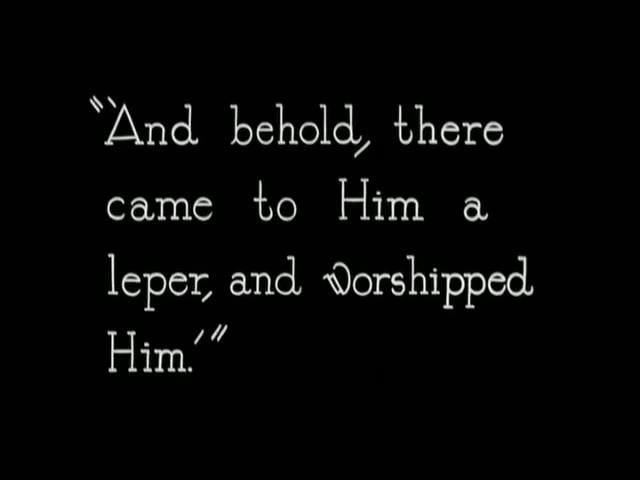 "'And behold, there
came to Him a
leper, and worshipped
Him.'"